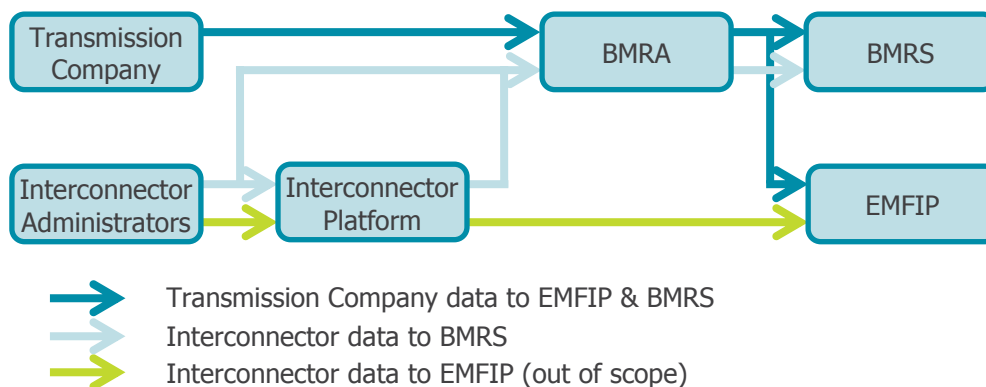 Transmission
Company
BMRA
BMRS
Interconnector
Administrators
Interconnector
Platform
EMFIP
Transmission Company data to EMFIP & BMRS
Interconnector data to BMRS
Interconnector data to EMFIP (out of scope)